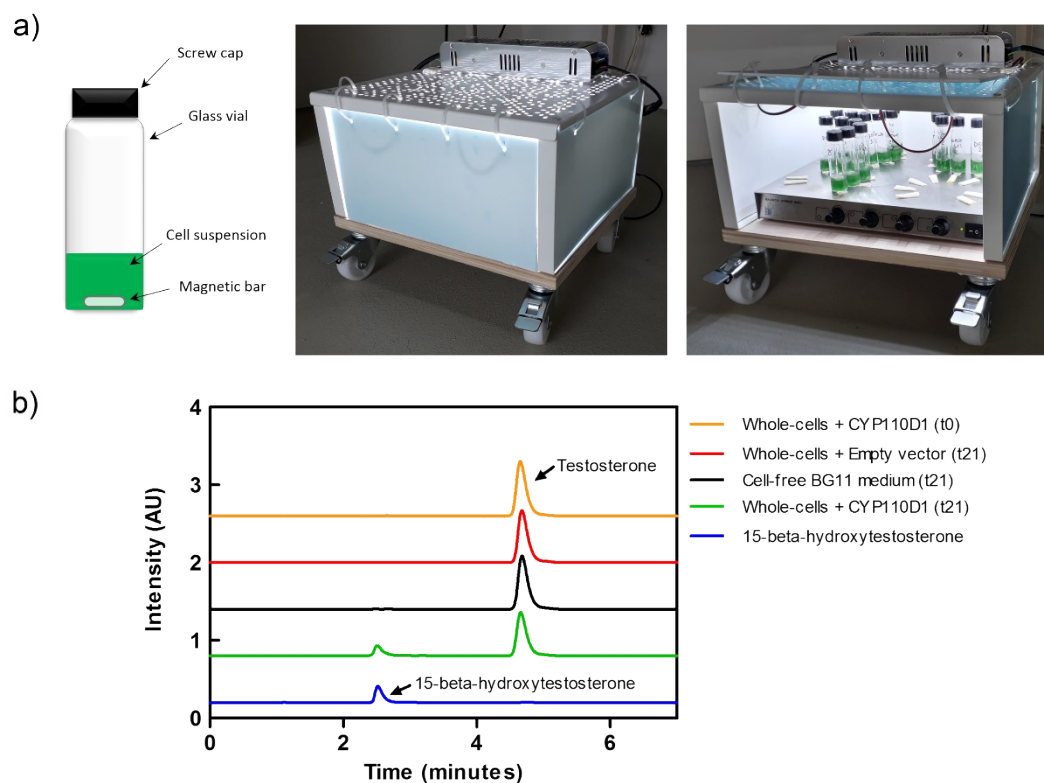 a)
Screw cap
Glass vial
Cell suspension
Magnetic bar
b)
Intensity (AU)
4
3
2
1
0
0
2
4
6
Time (minutes)
Testosterone
15-beta-hydroxytestosterone
Whole-cells + CYP110D1 (t0)
Whole-cells + Empty vector (t21)
Cell-free BG11 medium (t21)
Whole-cells + CYP110D1 (t21)
15-beta-hydroxytestosterone